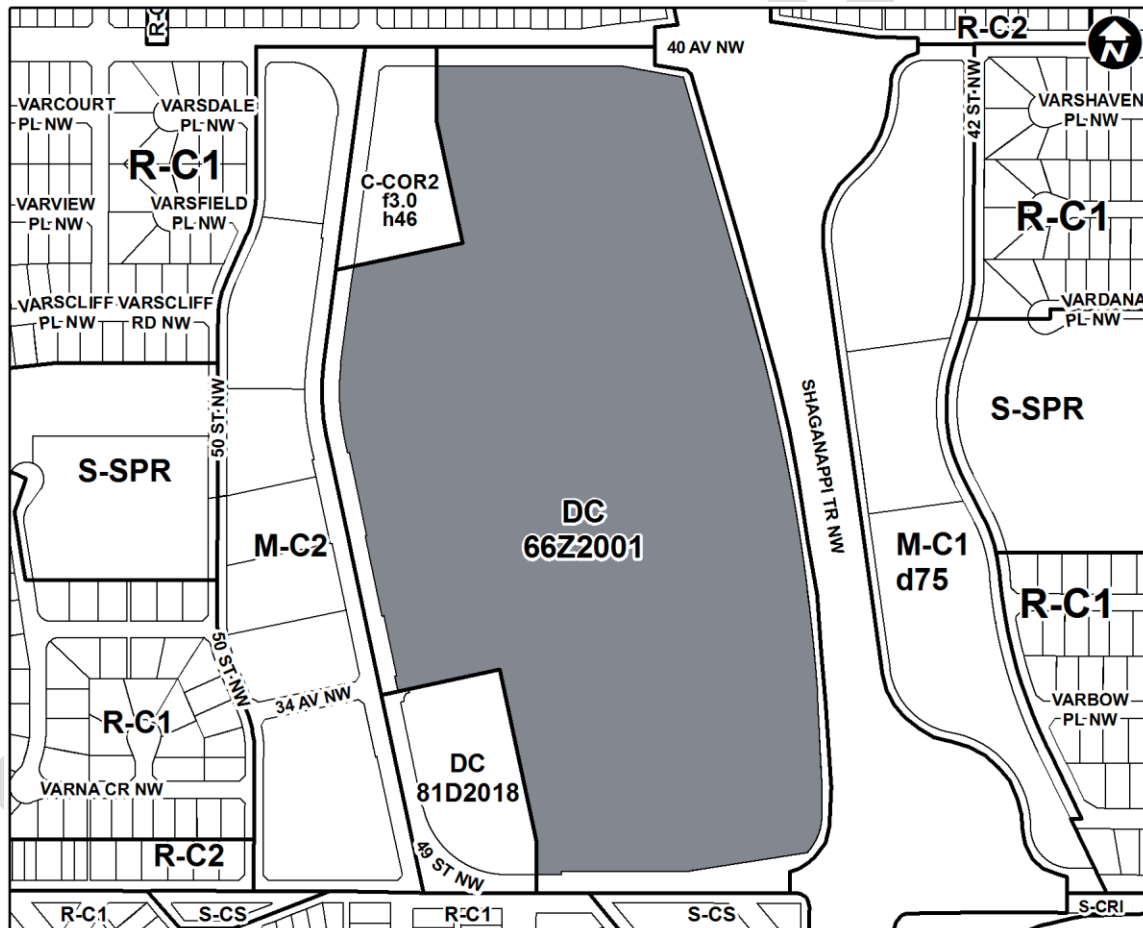 R-C2
40 AV NW
N
42 ST NW
VARCOURT
PL NW
VARSDALE
PL NW
VARSHAVEN
PL NW
R-C1
C-COR2
f3.0
h46
VARVIEW
PL NW
VARSFIELD
PL NW
R-C1
VARSCLIFF
PL NW
VARSCLIFF
RD NW
VARDANA
PL NW
50 ST NW
SHAGANAPPI TR NW
S-SPR
S-SPR
DC
66Z2001
M-C2
M-C1
d75
R-C1
50 ST NW
34 AV NW
R-C1
VARBOW
PL NW
DC
81D2018
VARNA CR NW
R-C2
49 ST NW
R-C1
S-CS
R-C1
S-CS
S-CRI